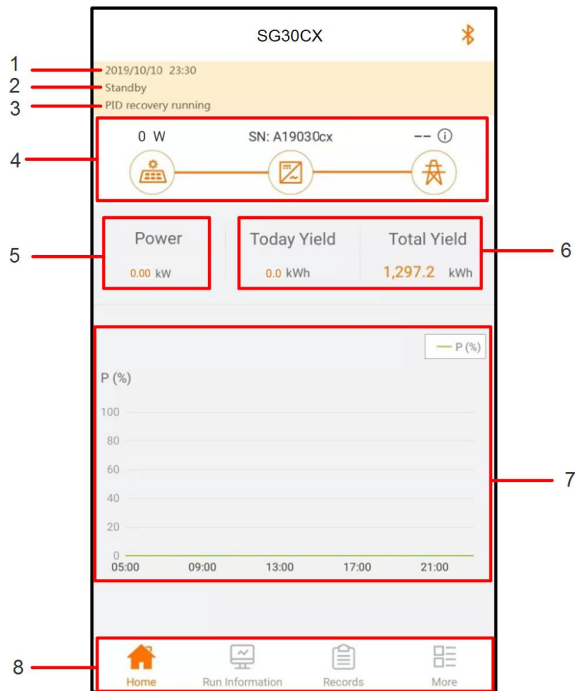 SG30CX
1 2019/10/10 23:30
2 Standby
3 PID recovery running
4 0 W SN: A19030cx --
5 Power Today Yield Total Yield 6
0.00 kW 0.0 kWh 1,297.2 kWh
P (%)
P (%)
100
80
60
40
20
0
05:00 09:00 13:00 17:00 21:00
7
8 Home Run Information Records More